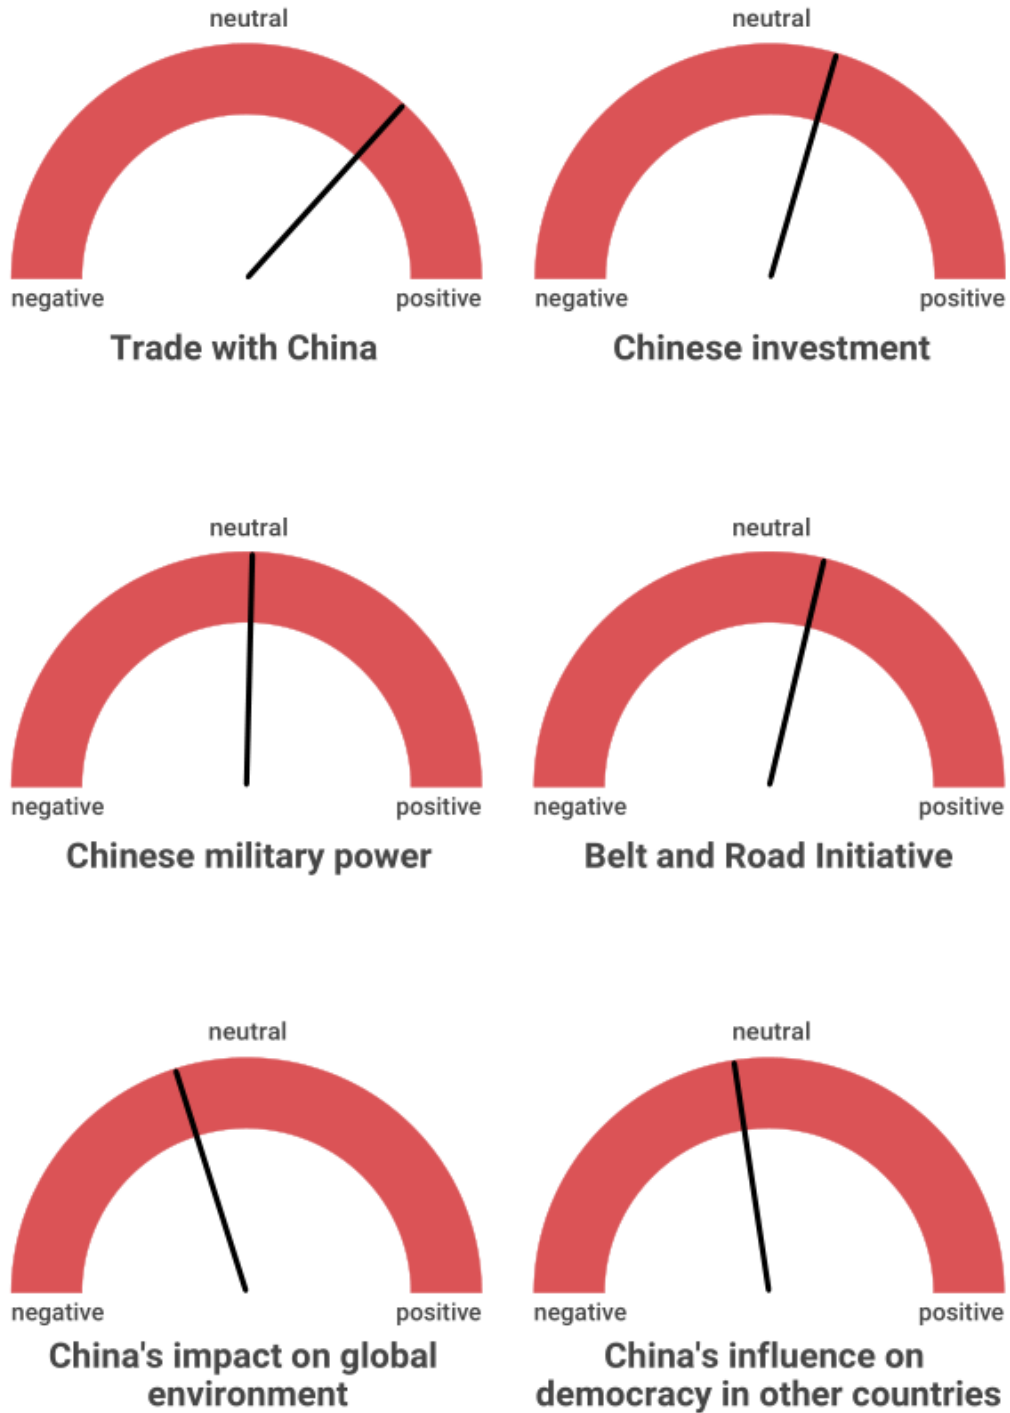 neutral
neutral
negative
positive
negative
positive
Trade with China
Chinese investment
neutral
neutral
negative
positive
negative
positive
Chinese military power
Belt and Road Initiative
neutral
neutral
negative
positive
negative
positive
China's impact on global
environment
China's influence on
democracy in other countries